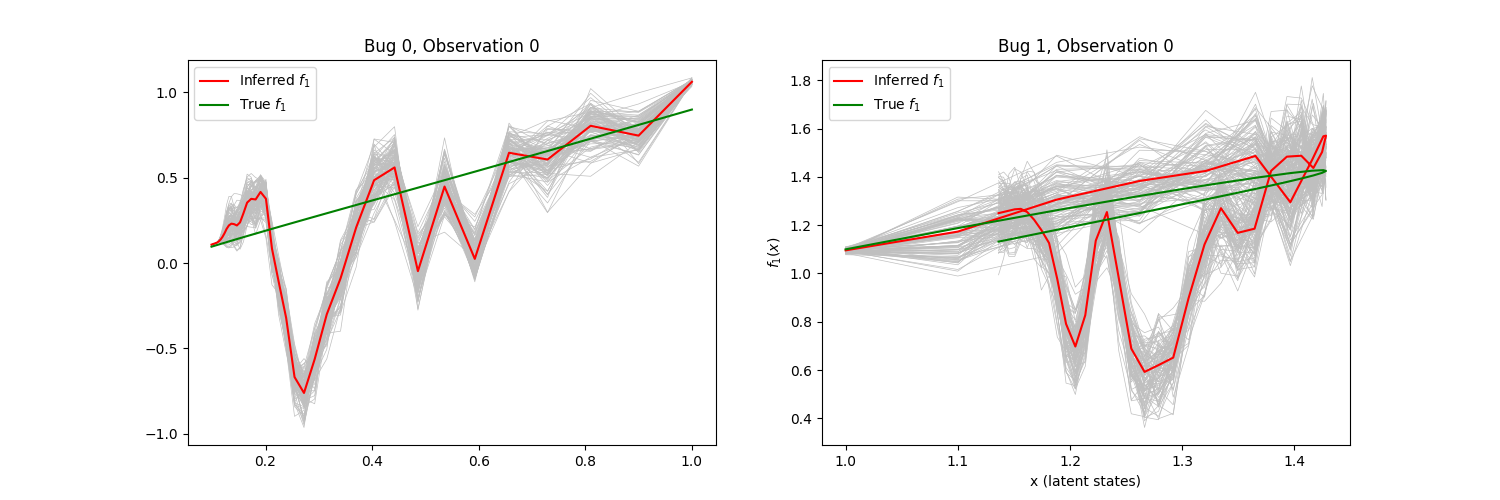 Bug 0, Observation 0
Inferred f₁
True f₁
1.0
0.5
0.0
−0.5
−1.0
0.2
0.4
0.6
0.8
1.0
Bug 1, Observation 0
Inferred f₁
True f₁
f₁(x)
1.8
1.6
1.4
1.2
1.0
0.8
0.6
0.4
1.0
1.1
1.2
1.3
1.4
x (latent states)